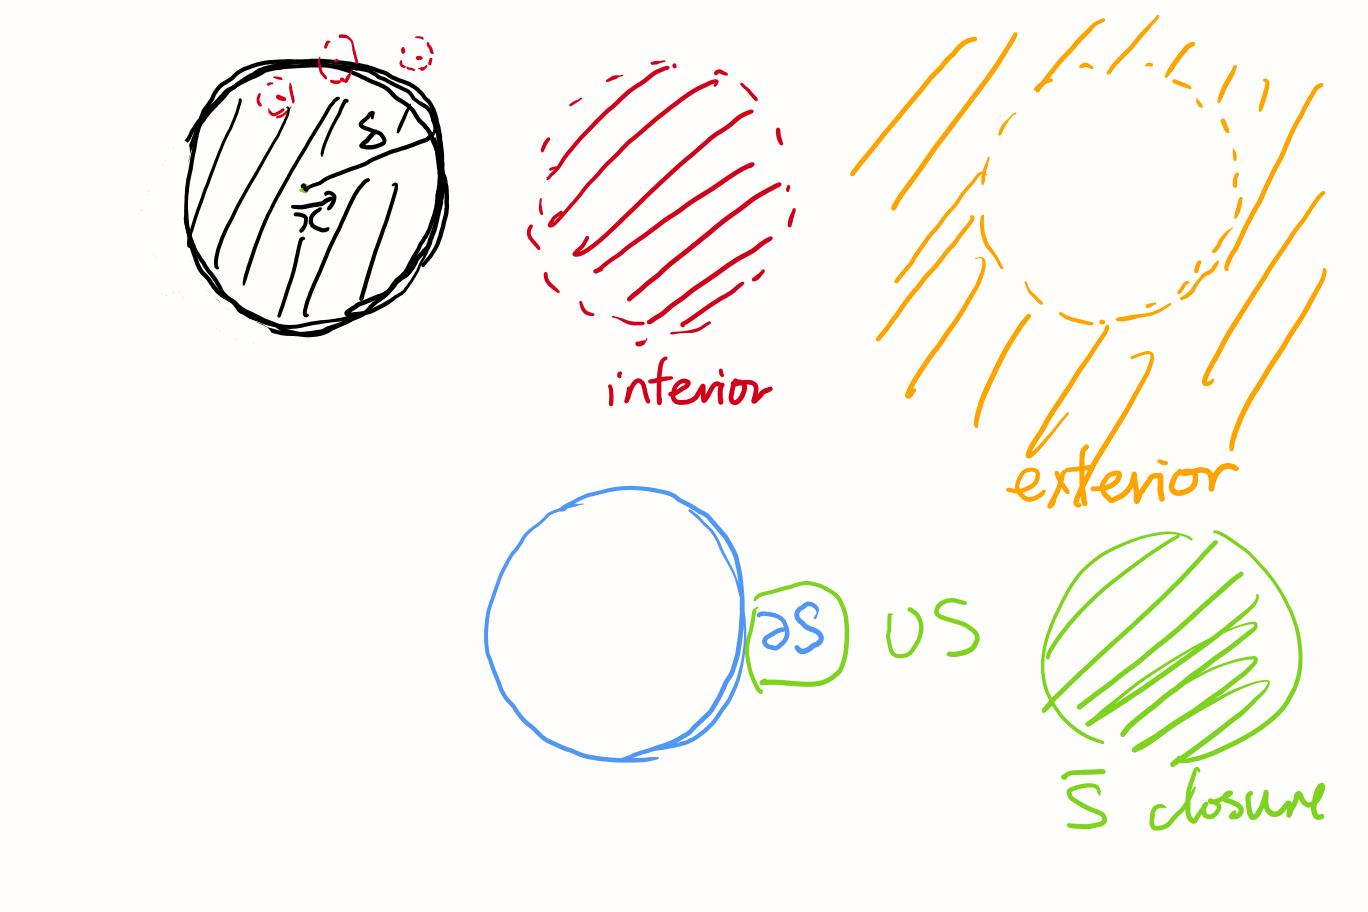 δ
x⃗
interior
exterior
∂S ∪ S
S̅ closure